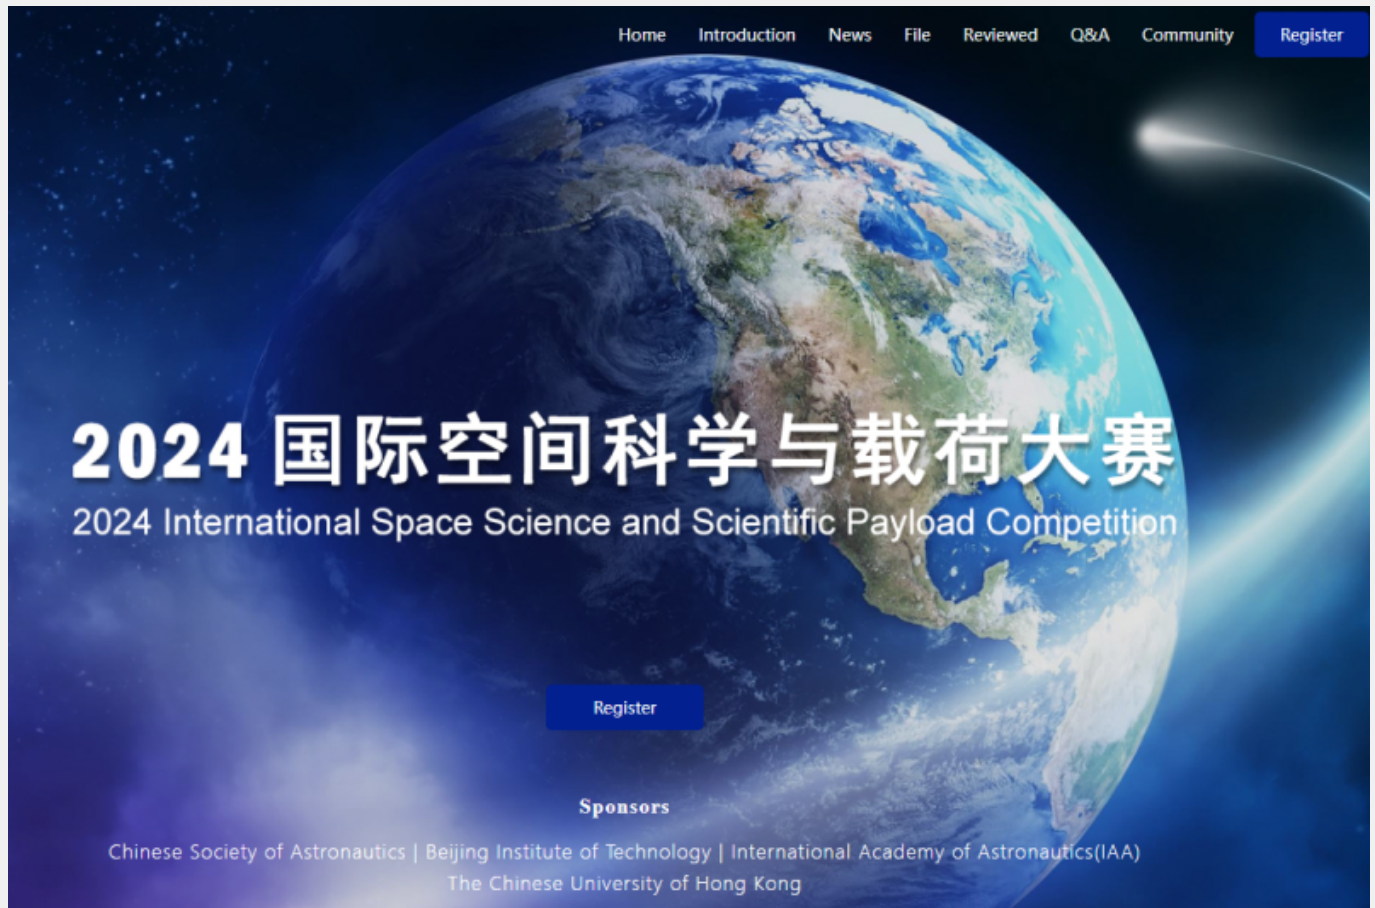 Home Introduction News File Reviewed Q&A Community Register
2024 国际空间科学与载荷大赛
2024 International Space Science and Scientific Payload Competition
Register
Sponsors
Chinese Society of Astronautics | Beijing Institute of Technology | International Academy of Astronautics(IAA)
The Chinese University of Hong Kong